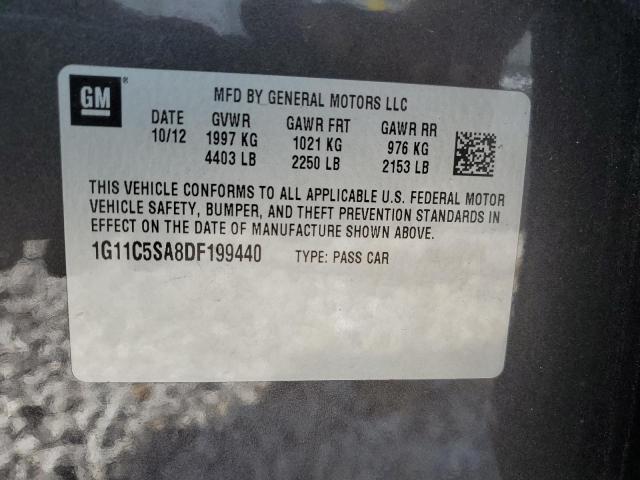 GM ®
MFD BY GENERAL MOTORS LLC
DATE GVWR GAWR FRT GAWR RR
10/12 1997 KG 1021 KG 976 KG
4403 LB 2250 LB 2153 LB
THIS VEHICLE CONFORMS TO ALL APPLICABLE U.S. FEDERAL MOTOR
VEHICLE SAFETY, BUMPER, AND THEFT PREVENTION STANDARDS IN
EFFECT ON THE DATE OF MANUFACTURE SHOWN ABOVE.
1G11C5SA8DF199440 TYPE: PASS CAR